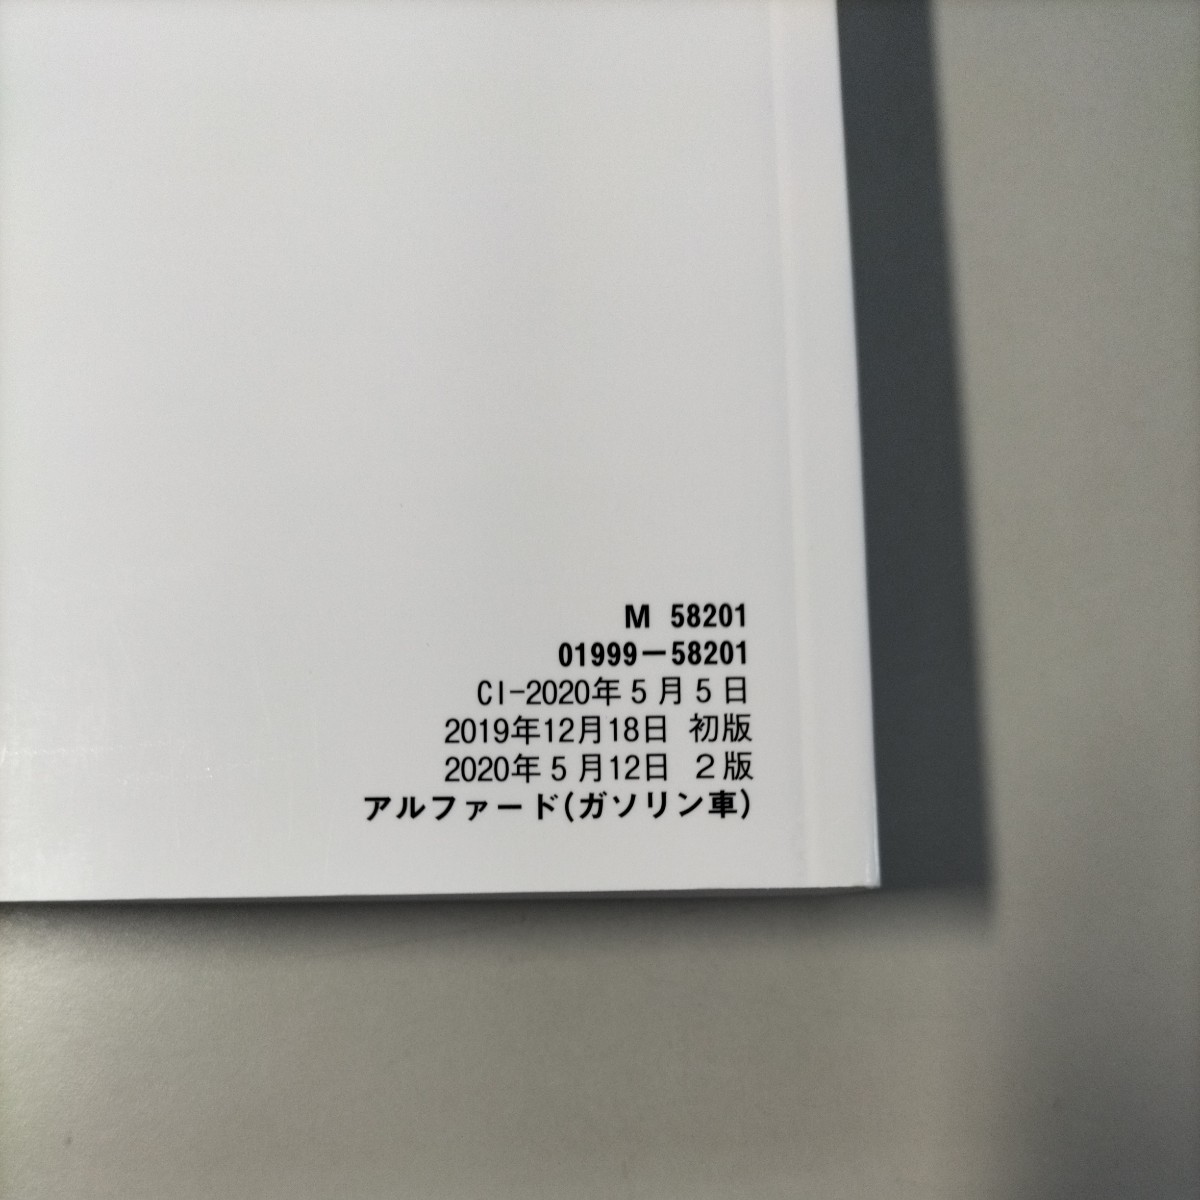 M 58201
01999-58201
CI-2020年5月5日
2019年12月18日 初版
2020年5月12日 2版
アルファード(ガソリン車)